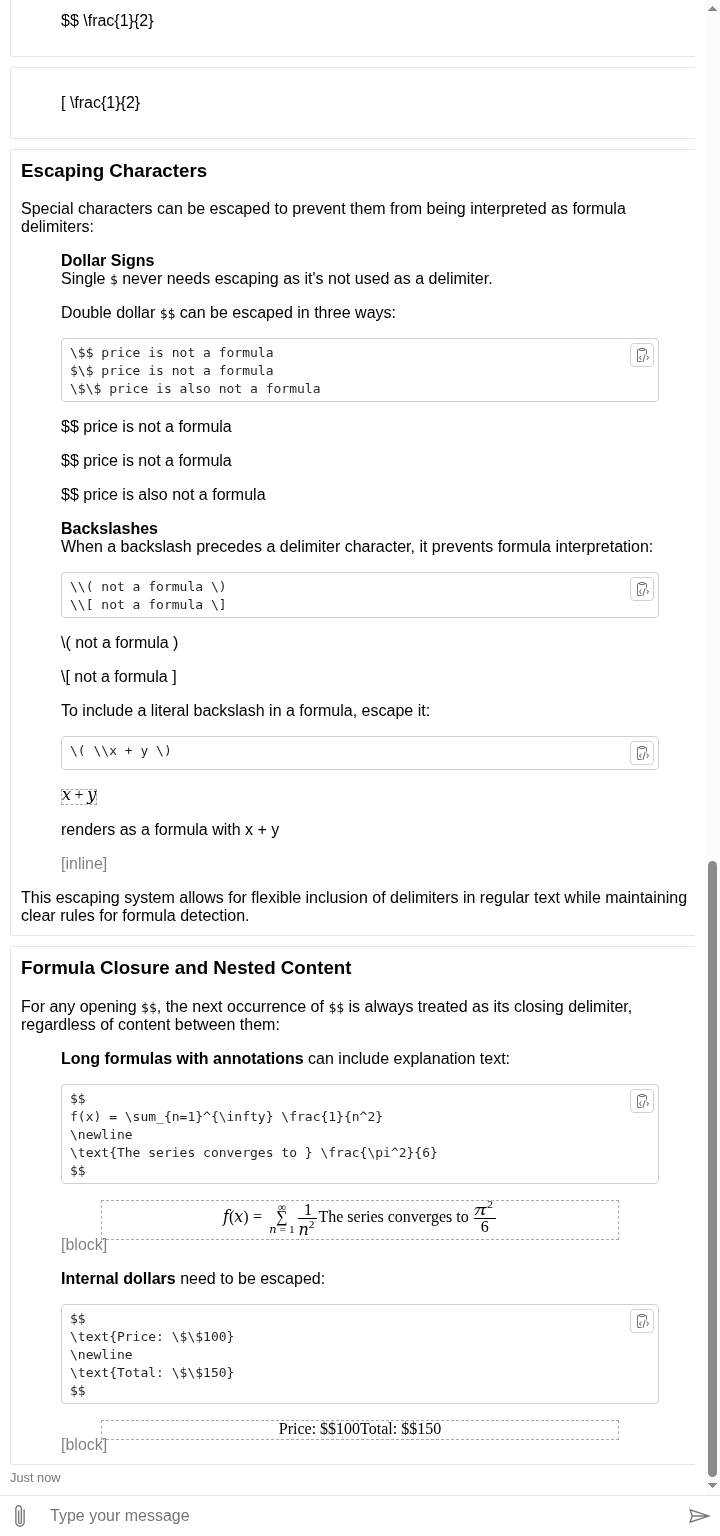 $$ \frac{1}{2}
[ \frac{1}{2}
Escaping Characters
Special characters can be escaped to prevent them from being interpreted as formula
delimiters:
Dollar Signs
Single $ never needs escaping as it's not used as a delimiter.
Double dollar $$ can be escaped in three ways:
\$$ price is not a formula
$\$ price is not a formula
\$\$ price is also not a formula
$$ price is not a formula
$$ price is not a formula
$$ price is also not a formula
Backslashes
When a backslash precedes a delimiter character, it prevents formula interpretation:
\\( not a formula \)
\\[ not a formula \]
\( not a formula )
\[ not a formula ]
To include a literal backslash in a formula, escape it:
\( \\x + y \)
x + y
renders as a formula with x + y
[inline]
This escaping system allows for flexible inclusion of delimiters in regular text while maintaining
clear rules for formula detection.
Formula Closure and Nested Content
For any opening $$, the next occurrence of $$ is always treated as its closing delimiter,
regardless of content between them:
Long formulas with annotations can include explanation text:
$$
f(x) = \sum_{n=1}^{\infty} \frac{1}{n^2}
\newline
\text{The series converges to } \frac{\pi^2}{6}
$$
f(x) = ∑_{n=1}^{∞} 1/n² The series converges to π²/6
[block]
Internal dollars need to be escaped:
$$
\text{Price: \$\$100}
\newline
\text{Total: \$\$150}
$$
Price: $$100Total: $$150
[block]
Just now
Type your message